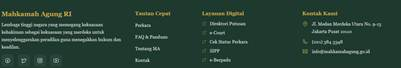 Mahkamah Agung RI
Lembaga tinggi negara yang memegang kekuasaan
kehakiman sebagai kekuasaan yang merdeka untuk
menyelenggarakan peradilan guna menegakkan hukum dan
keadilan.
Tautan Cepat
Perkara
FAQ & Panduan
Tentang MA
Kontak
Layanan Digital
Direktori Putusan
e-Court
Cek Status Perkara
SIPP
e-Berpadu
Kontak Kami
Jl. Medan Merdeka Utara No. 9-13
Jakarta Pusat 10110
(021) 384 3348
info@mahkamahagung.go.id